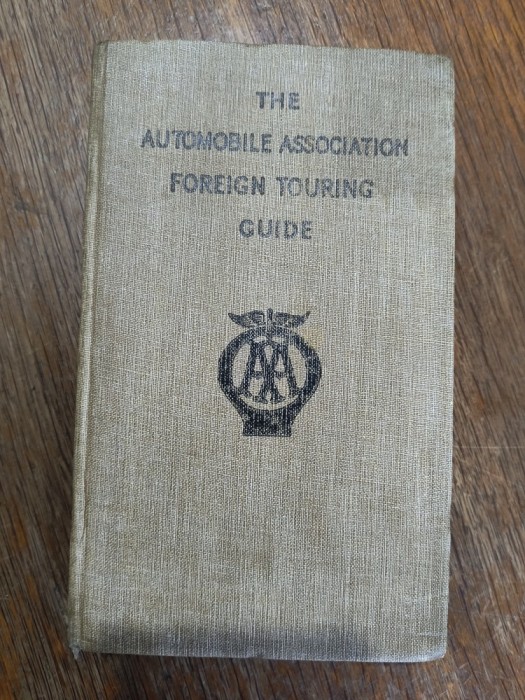 THE
AUTOMOBILE ASSOCIATION
FOREIGN TOURING
GUIDE
AA